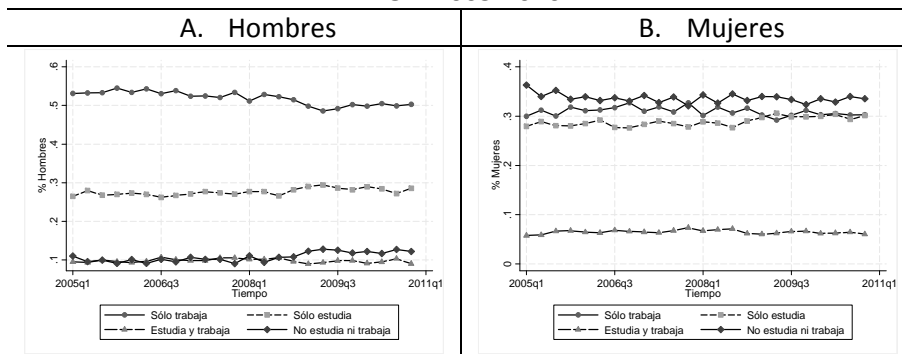 A. Hombres
B. Mujeres
% Hombres
.6
.5
.4
.3
.2
.1
2005q1 2006q3 2008q1 2009q3 2011q1
Tiempo
Sólo trabaja Sólo estudia
Estudia y trabaja No estudia ni trabaja
% Mujeres
.4
.3
.2
.1
0
2005q1 2006q3 2008q1 2009q3 2011q1
Tiempo
Sólo trabaja Sólo estudia
Estudia y trabaja No estudia ni trabaja